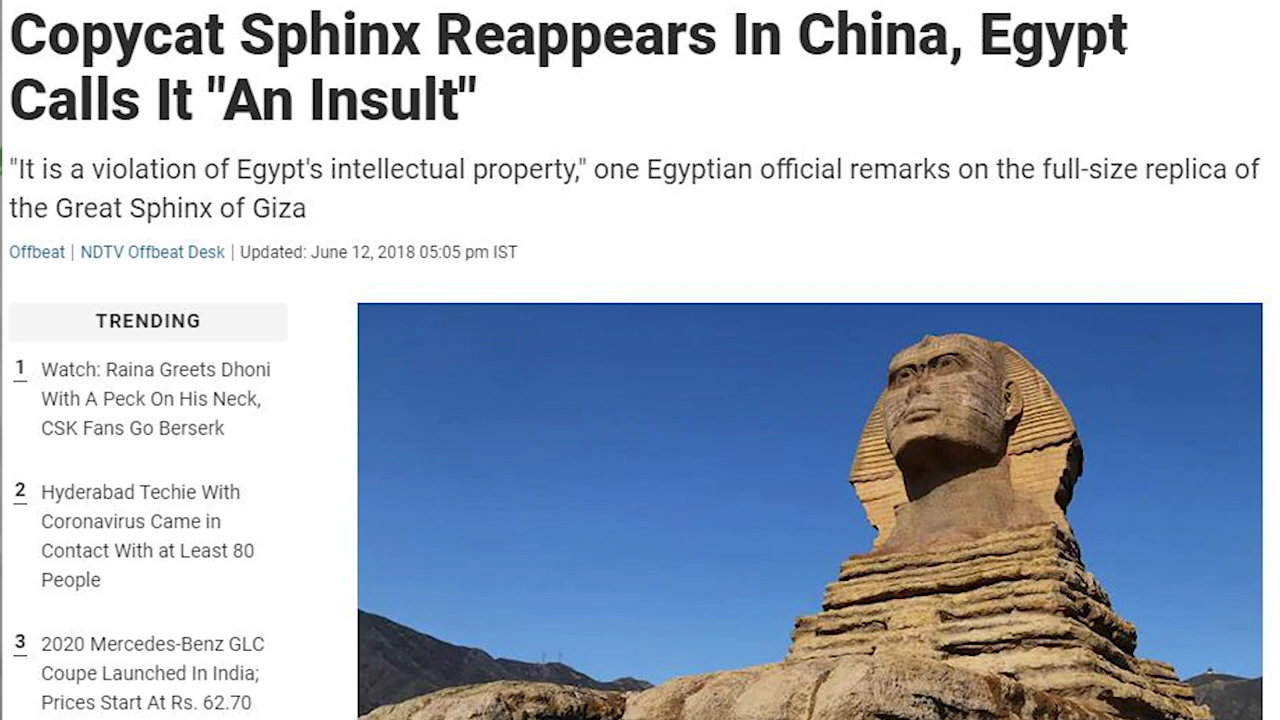 Copycat Sphinx Reappears In China, Egypt
Calls It "An Insult"
"It is a violation of Egypt's intellectual property," one Egyptian official remarks on the full-size replica of
the Great Sphinx of Giza
Offbeat | NDTV Offbeat Desk | Updated: June 12, 2018 05:05 pm IST
TRENDING
1 Watch: Raina Greets Dhoni
With A Peck On His Neck,
CSK Fans Go Berserk
2 Hyderabad Techie With
Coronavirus Came in
Contact With at Least 80
People
3 2020 Mercedes-Benz GLC
Coupe Launched In India;
Prices Start At Rs. 62.70